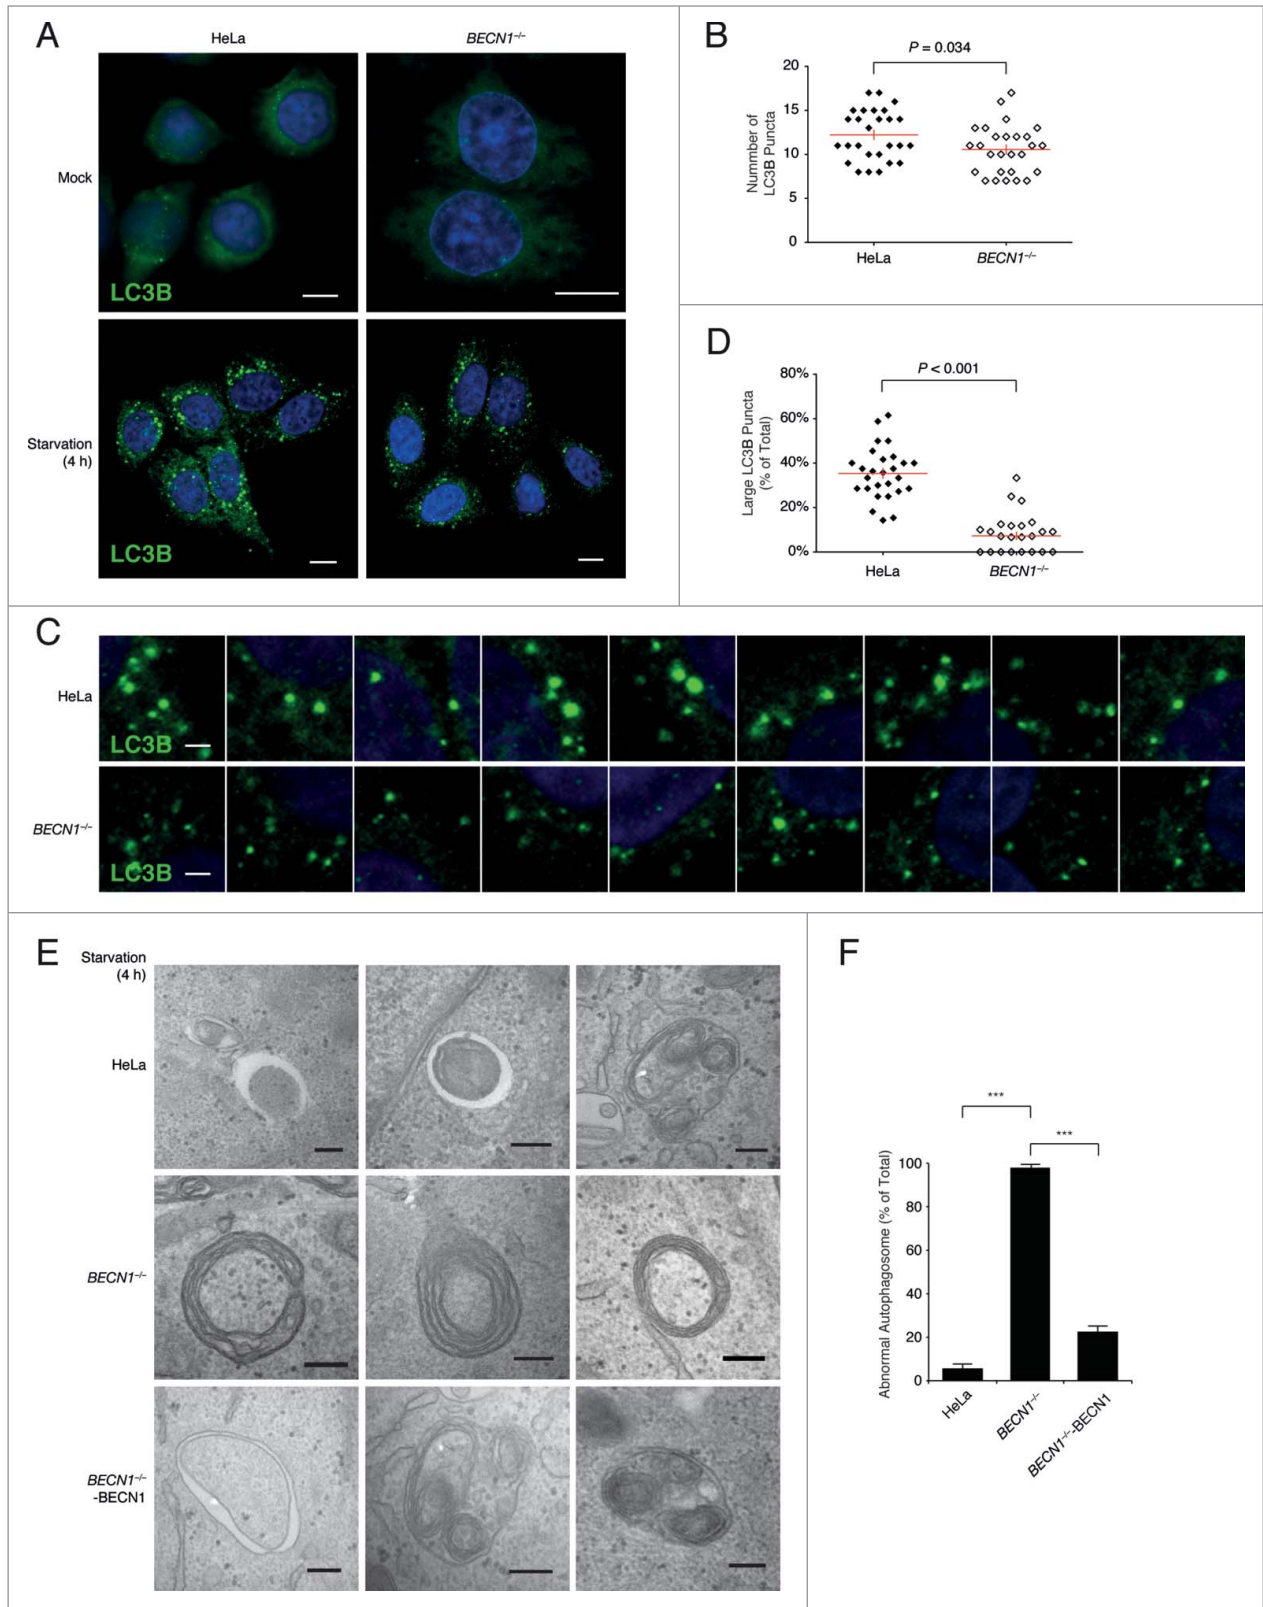 A
HeLa
BECN1⁻/⁻
Mock
LC3B
Starvation
(4 h)
LC3B
B
P = 0.034
Nummber of
LC3B Puncta
20
15
10
5
0
HeLa
BECN1⁻/⁻
D
P < 0.001
Large LC3B Puncta
(% of Total)
80%
60%
40%
20%
0%
HeLa
BECN1⁻/⁻
C
HeLa
LC3B
BECN1⁻/⁻
LC3B
E
Starvation
(4 h)
HeLa
BECN1⁻/⁻
BECN1⁻/⁻
-BECN1
F
***
***
Abnormal Autophagosome (% of Total)
100
80
60
40
20
0
HeLa
BECN1⁻/⁻
BECN1⁻/⁻-BECN1